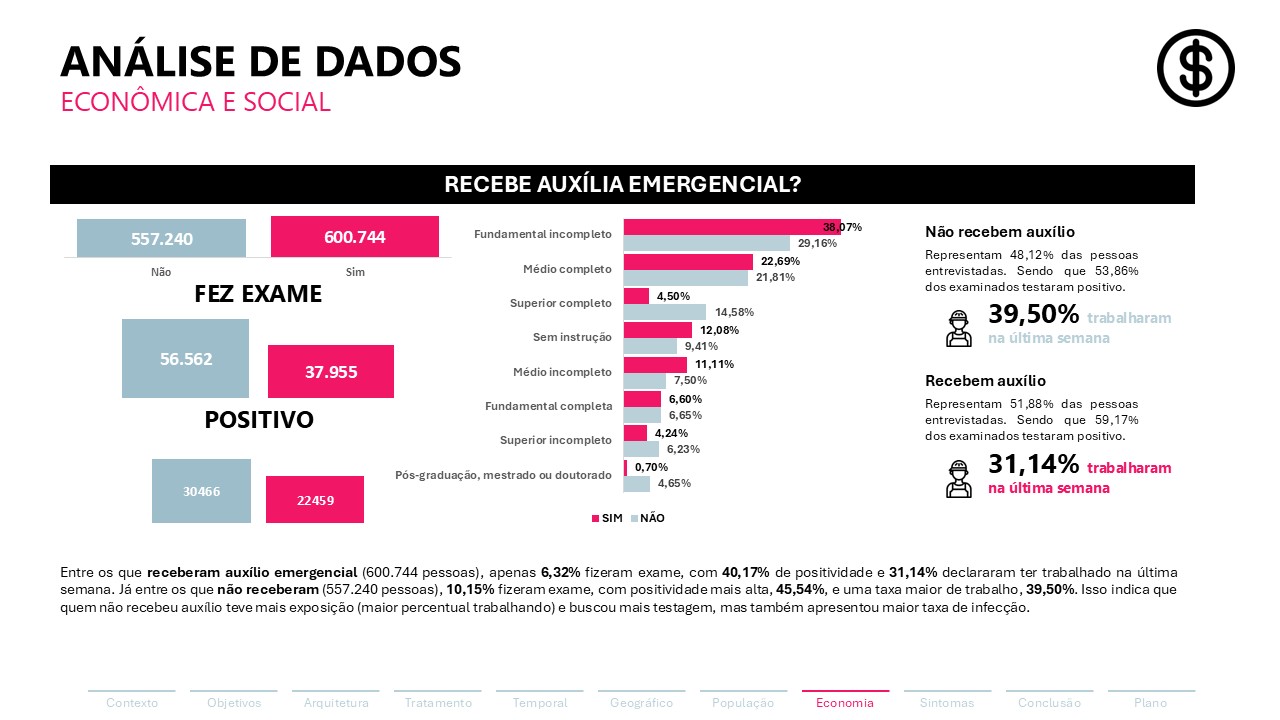 ANÁLISE DE DADOS
ECONÔMICA E SOCIAL
RECEBE AUXÍLIA EMERGENCIAL?
557.240
600.744
Não
Sim
FEZ EXAME
56.562
37.955
POSITIVO
30466
22459
Fundamental incompleto
38,07%
29,16%
Médio completo
22,69%
21,81%
Superior completo
4,50%
14,58%
Sem instrução
12,08%
9,41%
Médio incompleto
11,11%
7,50%
Fundamental completa
6,60%
6,65%
Superior incompleto
4,24%
6,23%
Pós-graduação, mestrado ou doutorado
0,70%
4,65%
SIM NÃO
Não recebem auxílio
Representam 48,12% das pessoas
entrevistadas. Sendo que 53,86%
dos examinados testaram positivo.
39,50% trabalharam
na última semana
Recebem auxílio
Representam 51,88% das pessoas
entrevistadas. Sendo que 59,17%
dos examinados testaram positivo.
31,14% trabalharam
na última semana
Entre os que receberam auxílio emergencial (600.744 pessoas), apenas 6,32% fizeram exame, com 40,17% de positividade e 31,14% declararam ter trabalhado na última
semana. Já entre os que não receberam (557.240 pessoas), 10,15% fizeram exame, com positividade mais alta, 45,54%, e uma taxa maior de trabalho, 39,50%. Isso indica que
quem não recebeu auxílio teve mais exposição (maior percentual trabalhando) e buscou mais testagem, mas também apresentou maior taxa de infecção.
Contexto Objetivos Arquitetura Tratamento Temporal Geográfico População Economia Sintomas Conclusão Plano